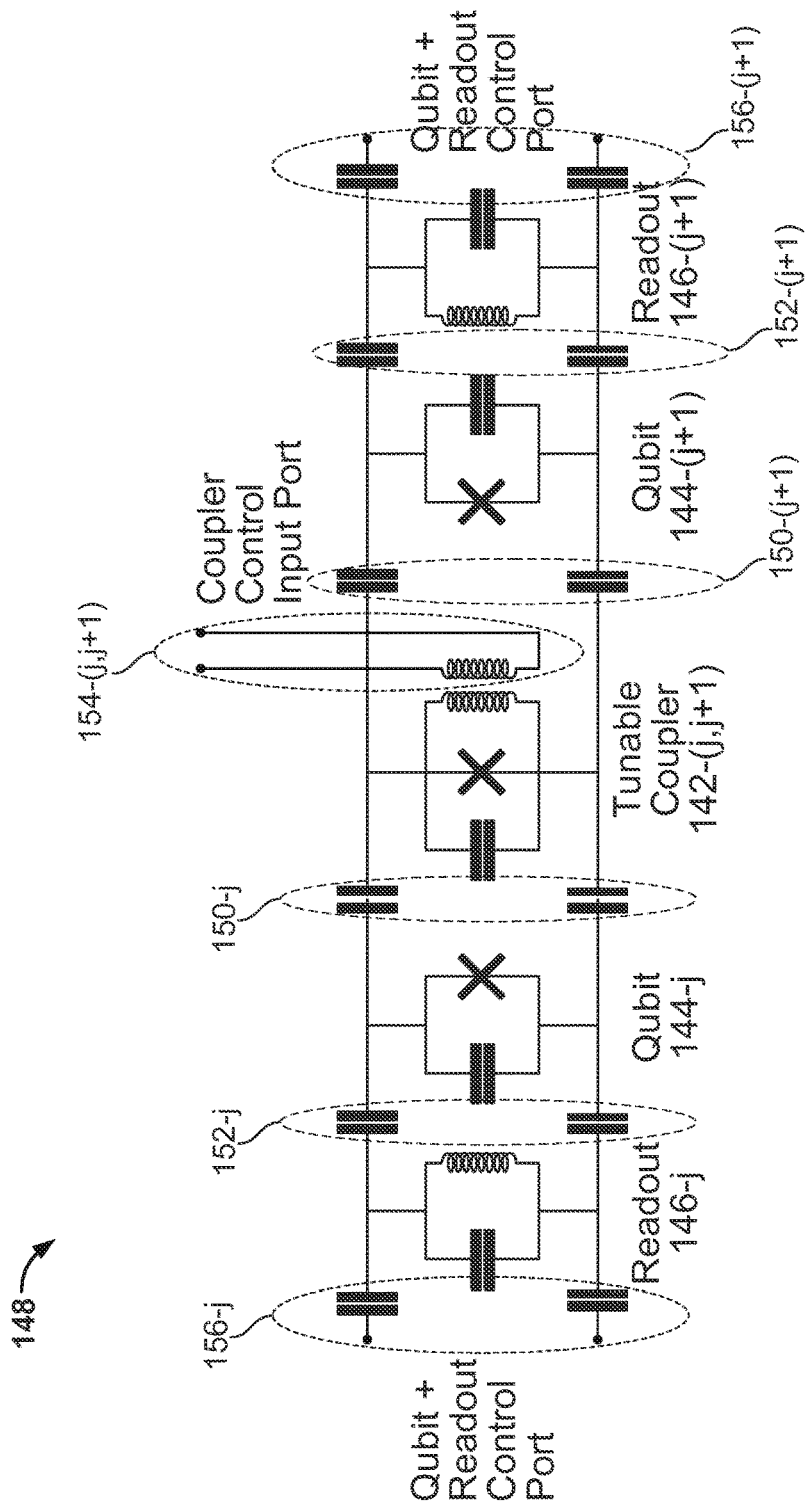 148
Qubit +
Readout
Control
Port
156-j
Readout
146-j
152-j
Qubit
144-j
150-j
Tunable
Coupler
142-(j,j+1)
154-(j,j+1)
Coupler
Control
Input Port
150-(j+1)
Qubit
144-(j+1)
152-(j+1)
Readout
146-(j+1)
156-(j+1)
Qubit +
Readout
Control
Port